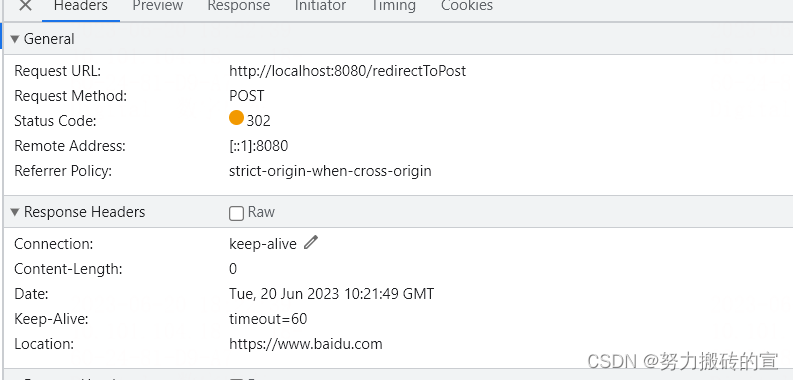 Headers Preview Response Initiator Timing Cookies
General
Request URL: http://localhost:8080/redirectToPost
Request Method: POST
Status Code: 302
Remote Address: [::1]:8080
Referrer Policy: strict-origin-when-cross-origin
Response Headers Raw
Connection: keep-alive
Content-Length: 0
Date: Tue, 20 Jun 2023 10:21:49 GMT
Keep-Alive: timeout=60
Location: https://www.baidu.com
CSDN @努力搬砖的宣